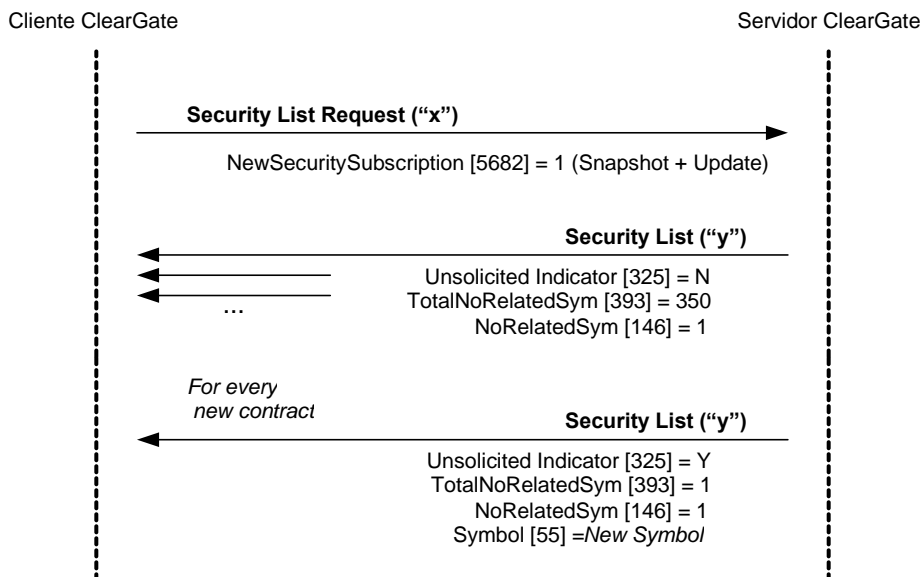 Cliente ClearGate
Servidor ClearGate
Security List Request (“x”)
NewSecuritySubscription [5682] = 1 (Snapshot + Update)
Security List (“y”)
Unsolicited Indicator [325] = N
TotalNoRelatedSym [393] = 350
NoRelatedSym [146] = 1
...
For every
new contract
Security List (“y”)
Unsolicited Indicator [325] = Y
TotalNoRelatedSym [393] = 1
NoRelatedSym [146] = 1
Symbol [55] =New Symbol